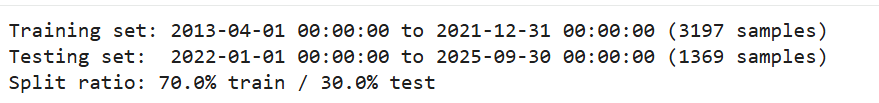 Training set: 2013-04-01 00:00:00 to 2021-12-31 00:00:00 (3197 samples)
Testing set:  2022-01-01 00:00:00 to 2025-09-30 00:00:00 (1369 samples)
Split ratio: 70.0% train / 30.0% test